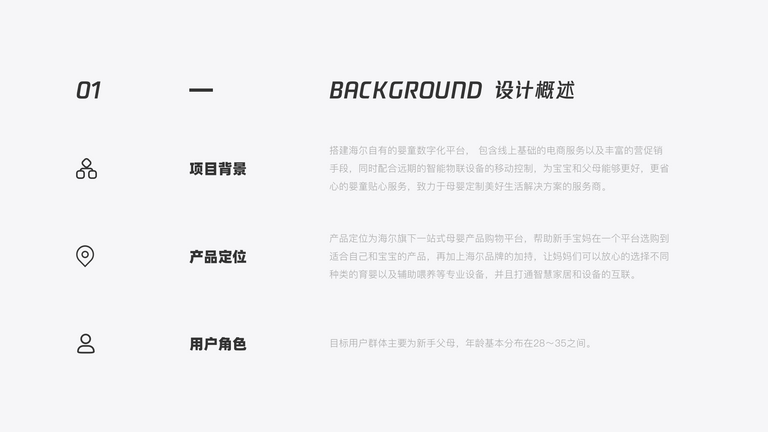 01 — BACKGROUND 设计概述
项目背景
搭建海尔自有的婴童数字化平台， 包含线上基础的电商服务以及丰富的营促销
手段，同时配合远期的智能物联设备的移动控制，为宝宝和父母能够更好，更省
心的婴童贴心服务，致力于母婴定制美好生活解决方案的服务商。
产品定位
产品定位为海尔旗下一站式母婴产品购物平台，帮助新手宝妈在一个平台选购到
适合自己和宝宝的产品，再加上海尔品牌的加持，让妈妈们可以放心的选择不同
种类的育婴以及辅助喂养等专业设备，并且打通智慧家居和设备的互联。
用户角色
目标用户群体主要为新手父母，年龄基本分布在28～35之间。